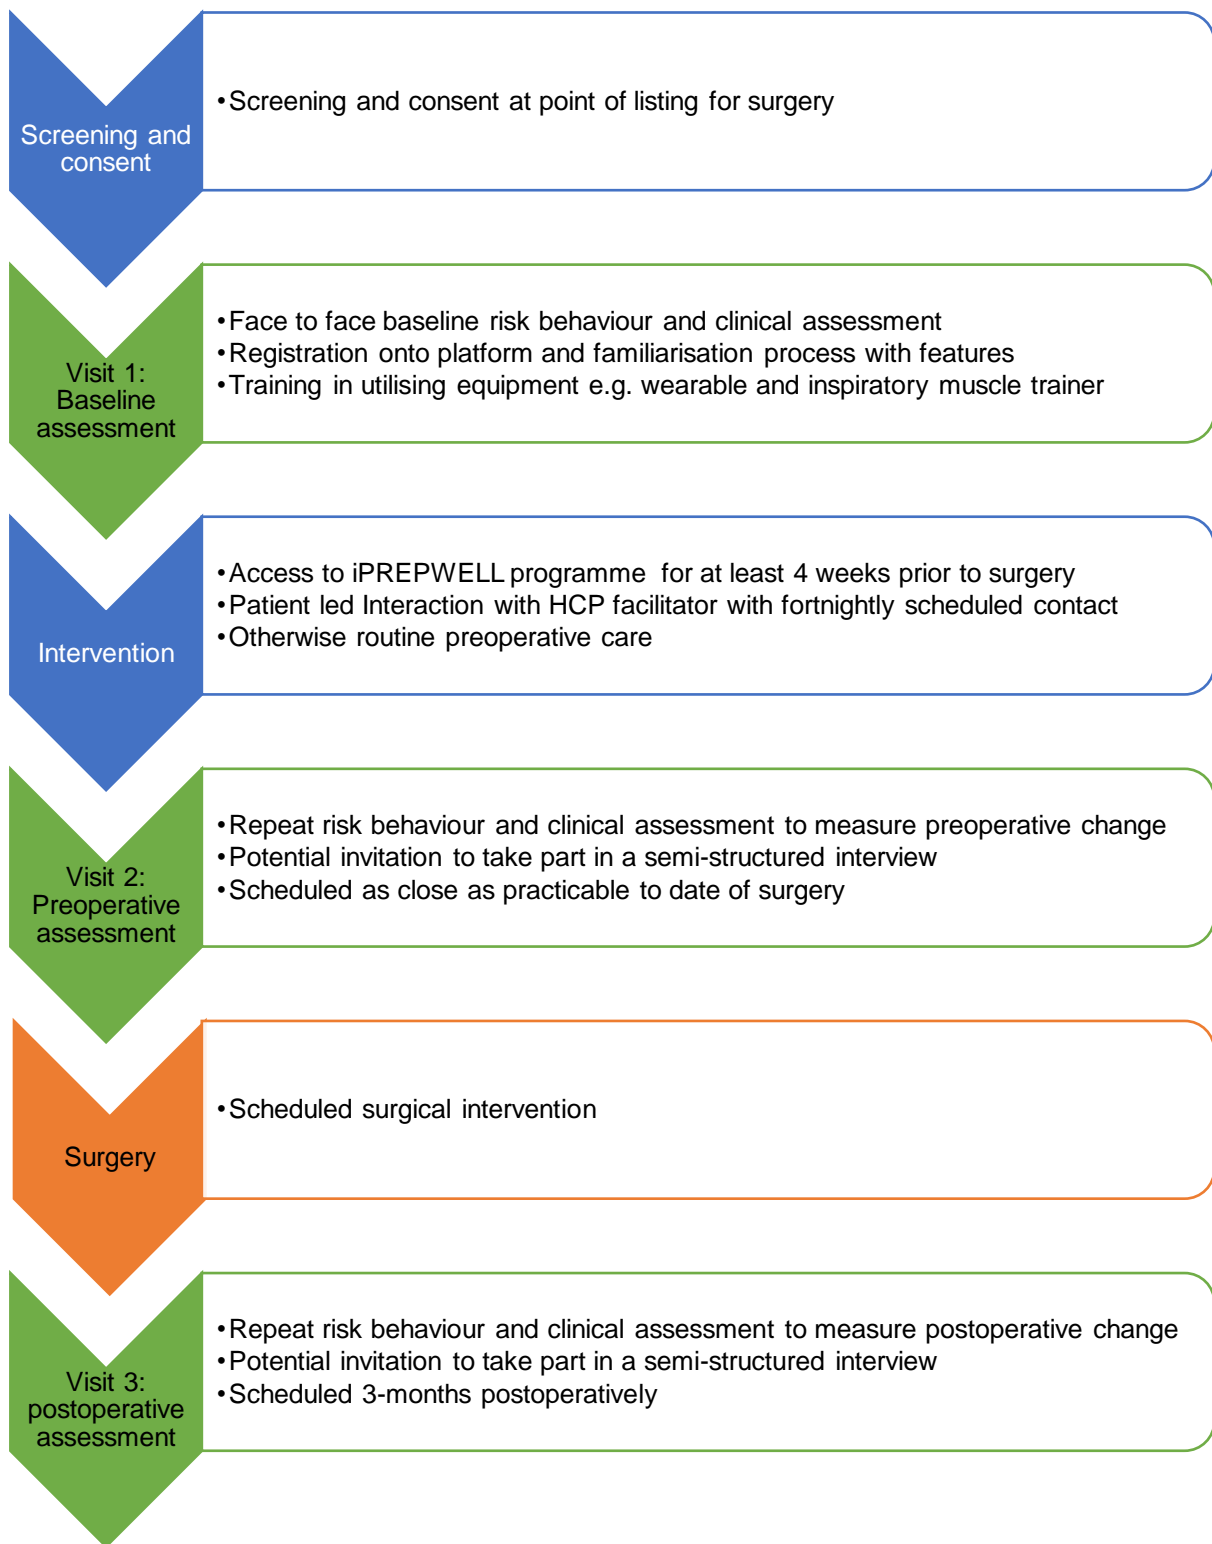 Screening and
consent
•Screening and consent at point of listing for surgery
Visit 1:
Baseline
assessment
•Face to face baseline risk behaviour and clinical assessment
•Registration onto platform and familiarisation process with features
•Training in utilising equipment e.g. wearable and inspiratory muscle trainer
Intervention
•Access to iPREPWELL programme for at least 4 weeks prior to surgery
•Patient led Interaction with HCP facilitator with fortnightly scheduled contact
•Otherwise routine preoperative care
Visit 2:
Preoperative
assessment
•Repeat risk behaviour and clinical assessment to measure preoperative change
•Potential invitation to take part in a semi-structured interview
•Scheduled as close as practicable to date of surgery
Surgery
•Scheduled surgical intervention
Visit 3:
postoperative
assessment
•Repeat risk behaviour and clinical assessment to measure postoperative change
•Potential invitation to take part in a semi-structured interview
•Scheduled 3-months postoperatively